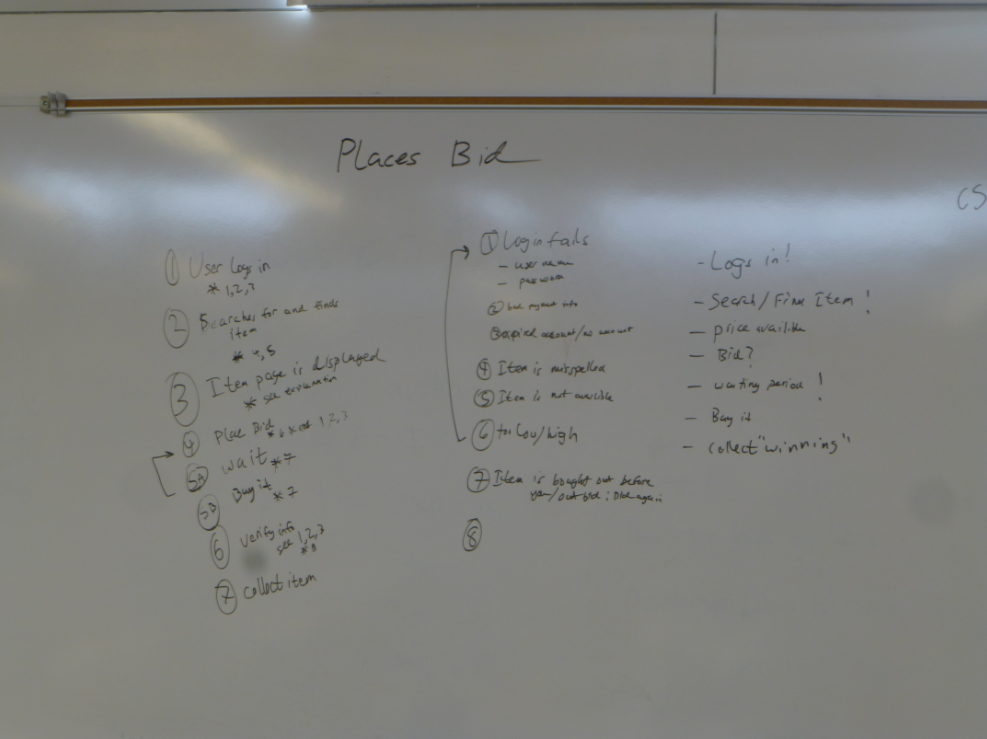 Places Bid
CS
① User Logs in
* 1,2,3
② Searches for and finds
item
* 4,5
③ Item page is displayed
* see explanation
④ Place Bid * 6 1,2,3
5A wait * 7
5B Buy it * 7
⑥ verify info
see 1,2,3
* 8
⑦ collect item
① Login fails
- user name
- password
② bad payment info
③ expired account/no account
④ Item is misspelled
⑤ Item is not availible
⑥ too low/high
⑦ Item is bought out before
you/out bid: Bid again
⑧
- Logs in!
- Search/Find Item!
- price availible
- Bid?
- waiting period!
- Buy it
- collect "winning"